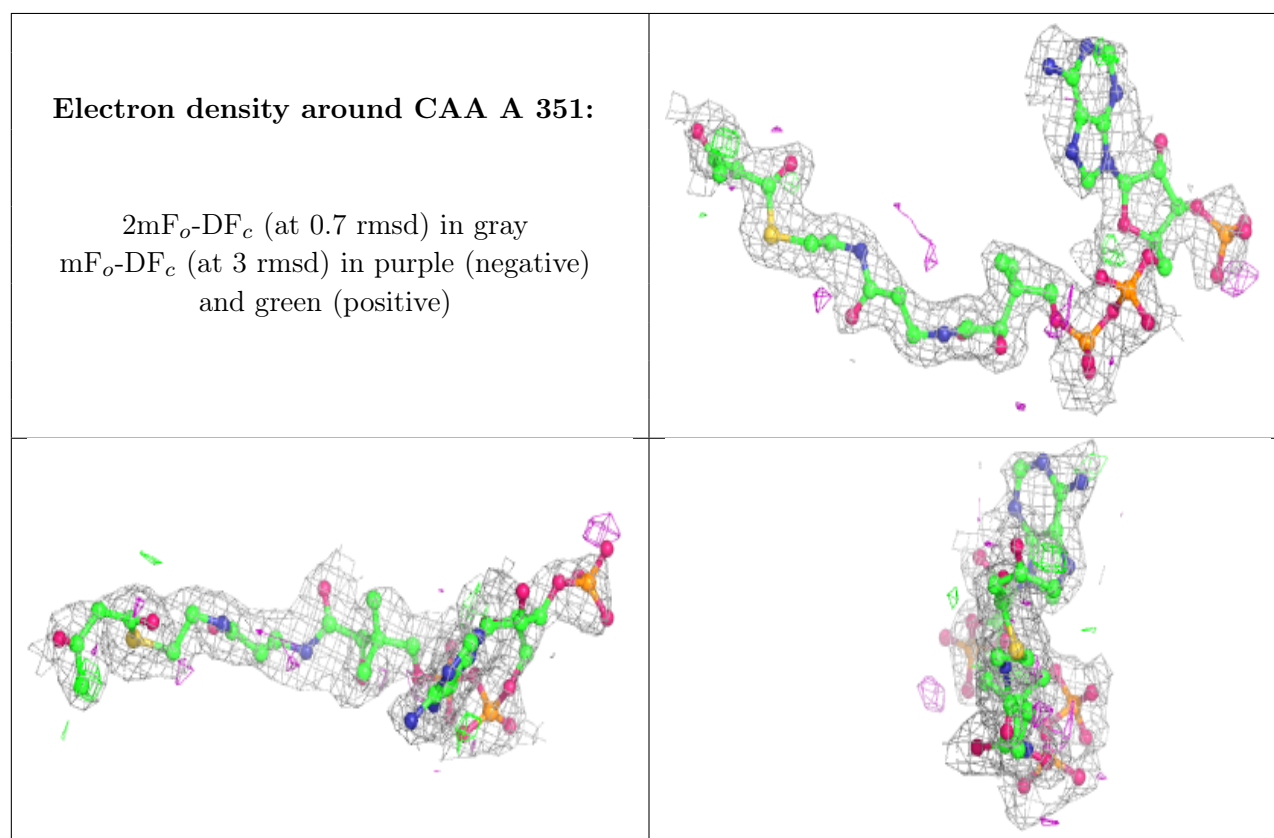 Electron density around CAA A 351:
2mFo-DFc (at 0.7 rmsd) in gray
mFo-DFc (at 3 rmsd) in purple (negative)
and green (positive)